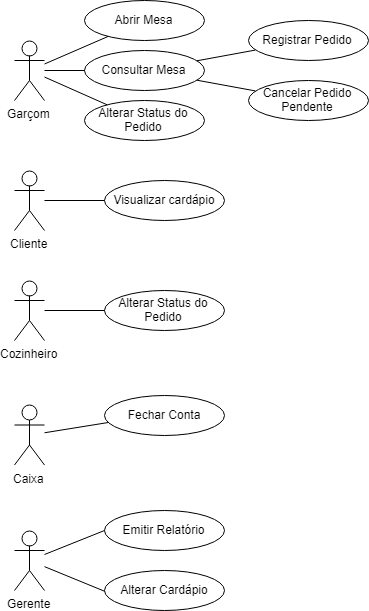 Abrir Mesa
Consultar Mesa
Registrar Pedido
Cancelar Pedido
Pendente
Alterar Status do
Pedido
Garçom
Visualizar cardápio
Cliente
Alterar Status do
Pedido
Cozinheiro
Fechar Conta
Caixa
Emitir Relatório
Alterar Cardápio
Gerente